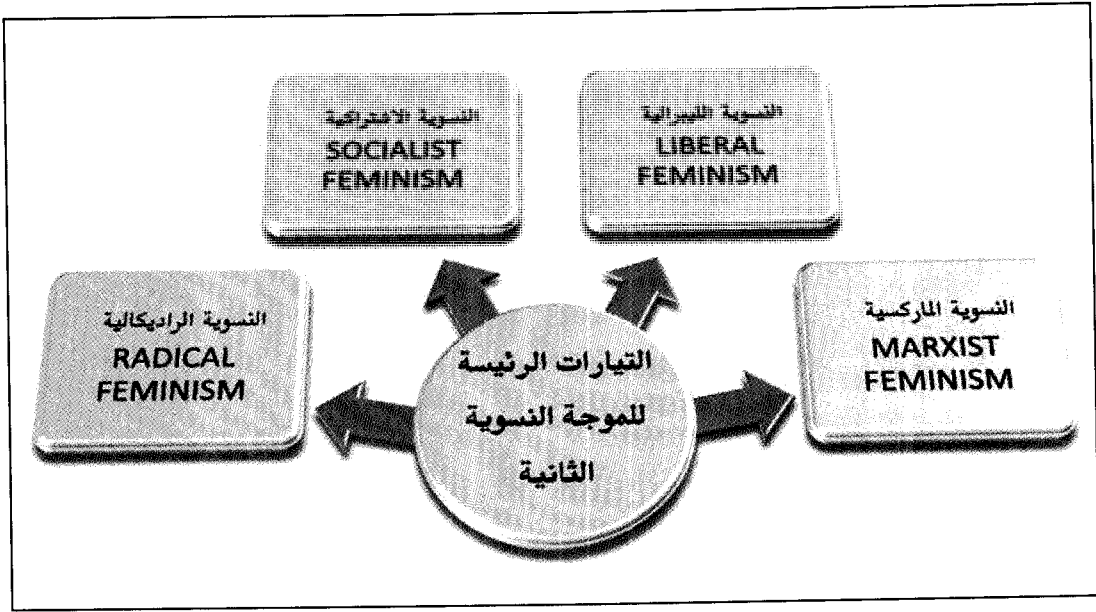 النسوية الليبرالية
LIBERAL
FEMINISM
النسوية الاشتراكية
SOCIALIST
FEMINISM
النسوية الماركسية
MARXIST
FEMINISM
النسوية الراديكالية
RADICAL
FEMINISM
التيارات الرئيسة
للموجة النسوية
الثانية